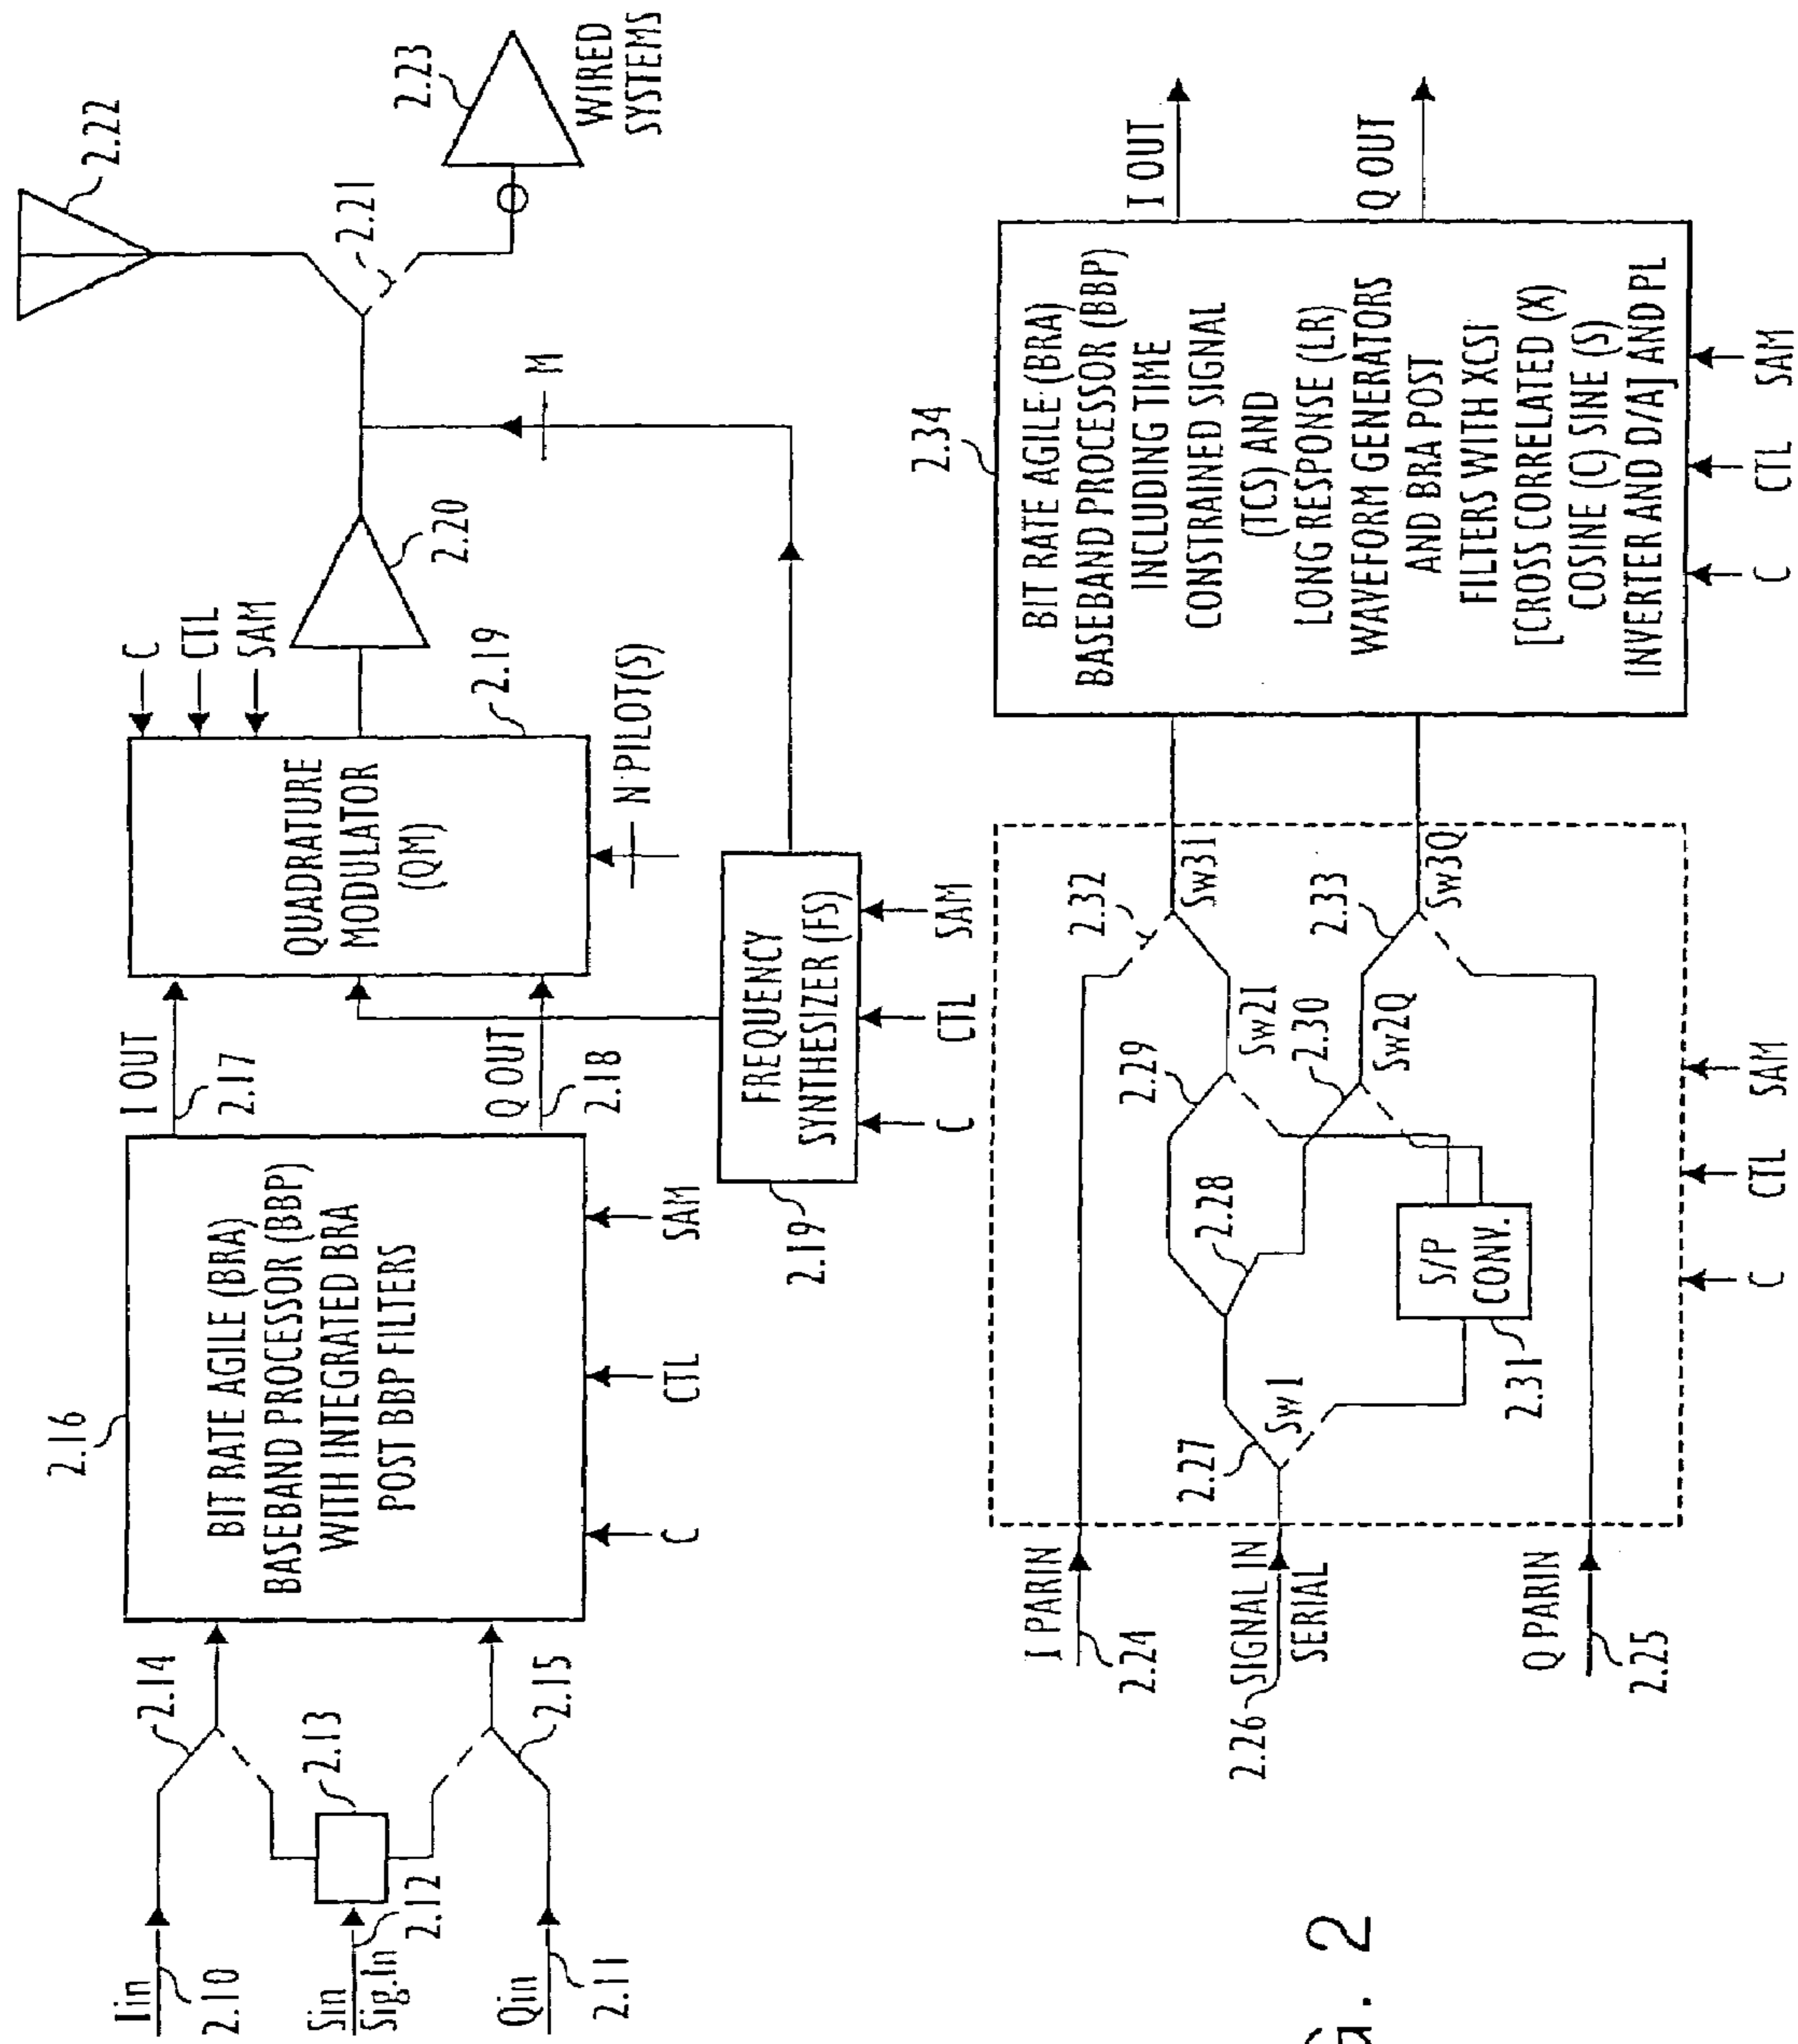 Iin
2.10
Sin
Sig.In
2.12
Qin
2.11
2.13
2.14
2.15
2.16
BIT RATE AGILE (BRA)
BASEBAND PROCESSOR (BBP)
WITH INTEGRATED BRA
POST BBP FILTERS
C
CTL
SAM
I OUT
2.17
Q OUT
2.18
QUADRATURE
MODULATOR
(QM)
C
CTL
SAM
2.19
N PILOT(S)
FREQUENCY
SYNTHESIZER (FS)
2.19
C
CTL
SAM
2.20
M
2.21
2.22
2.23
WIRED
SYSTEMS
I PARIN
2.24
2.26
SIGNAL IN
SERIAL
Q PARIN
2.25
2.27
Sw1
2.28
2.29
Sw2I
2.30
Sw2Q
S/P
CONV.
2.31
2.32
Sw3I
2.33
Sw3Q
C
CTL
SAM
2.34
BIT RATE AGILE (BRA)
BASEBAND PROCESSOR (BBP)
INCLUDING TIME
CONSTRAINED SIGNAL
(TCS) AND
LONG RESPONSE (LR)
WAVEFORM GENERATORS
AND BRA POST
FILTERS WITH XCSI
[CROSS CORRELATED (X)
COSINE (C) SINE (S)
INVERTER AND D/A] AND PL
C
CTL
SAM
I OUT
Q OUT
G. 2